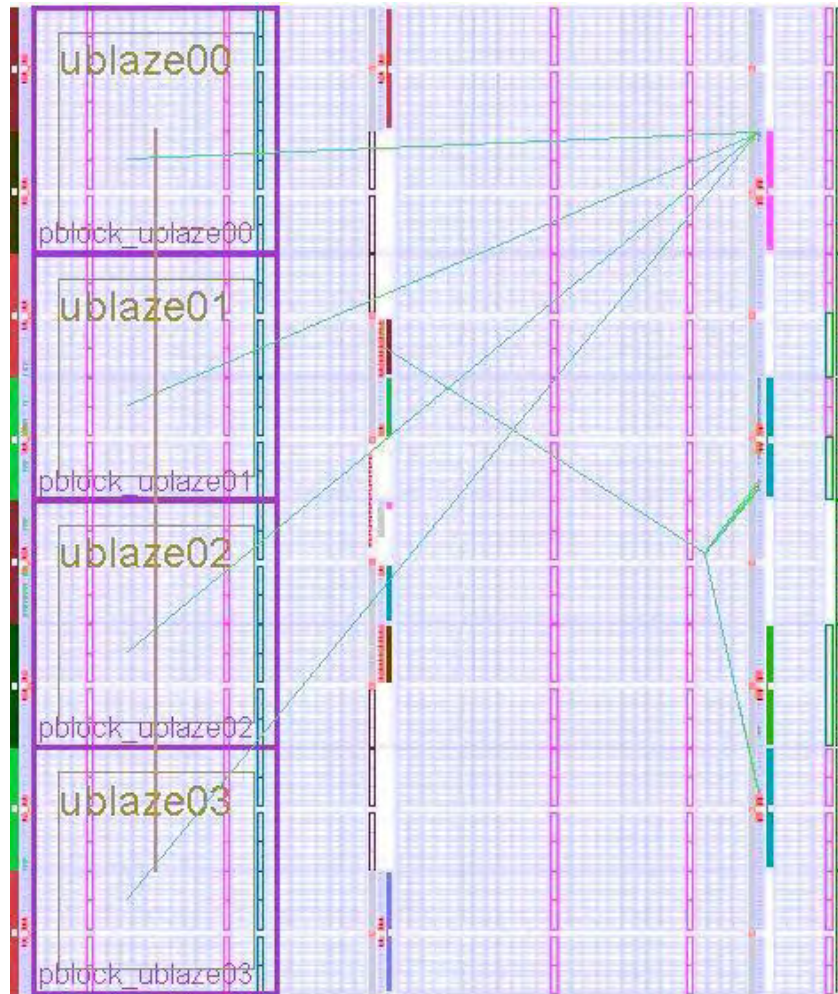 ublaze00
pblock_ublaze00
ublaze01
pblock_ublaze01
ublaze02
pblock_ublaze02
ublaze03
pblock_ublaze03